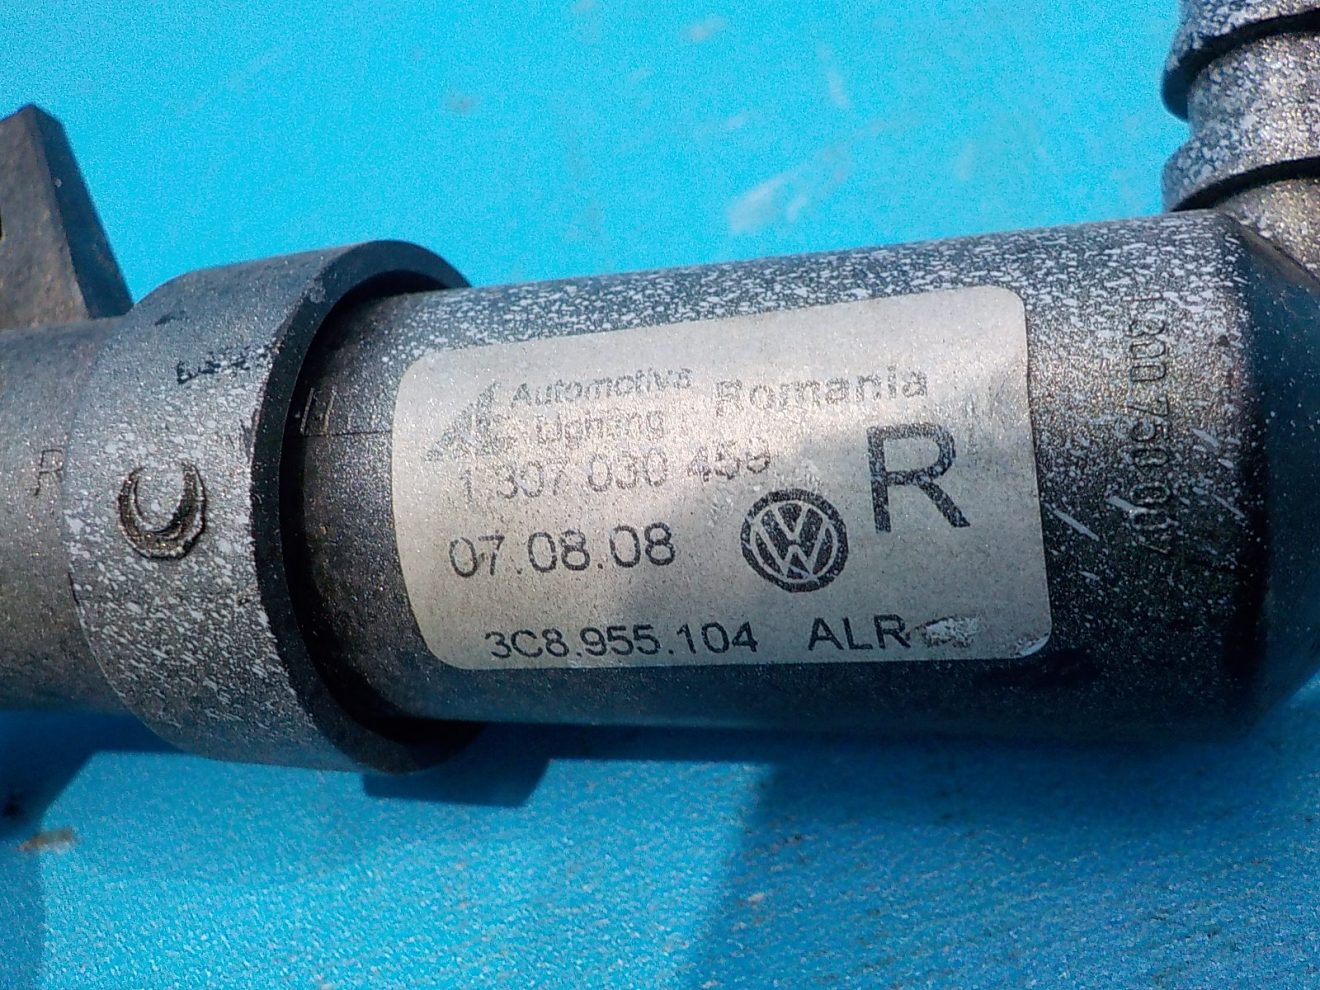 Automotive
Lighting
Romania
1.307 030 459
R
07.08.08
3C8.955.104 ALR
R